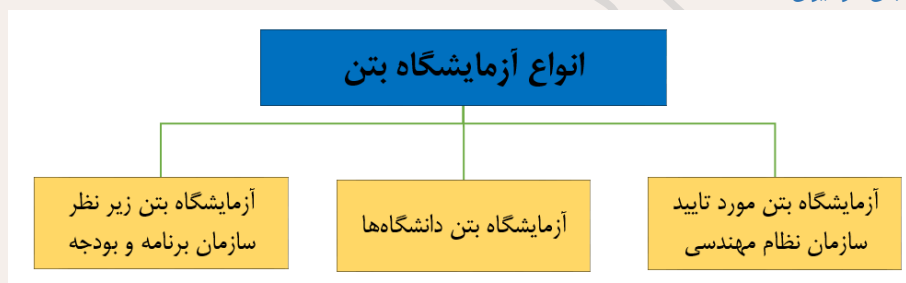 انواع آزمایشگاه بتن
آزمایشگاه بتن مورد تایید
سازمان نظام مهندسی
آزمایشگاه بتن دانشگاه‌ها
آزمایشگاه بتن زیر نظر
سازمان برنامه و بودجه